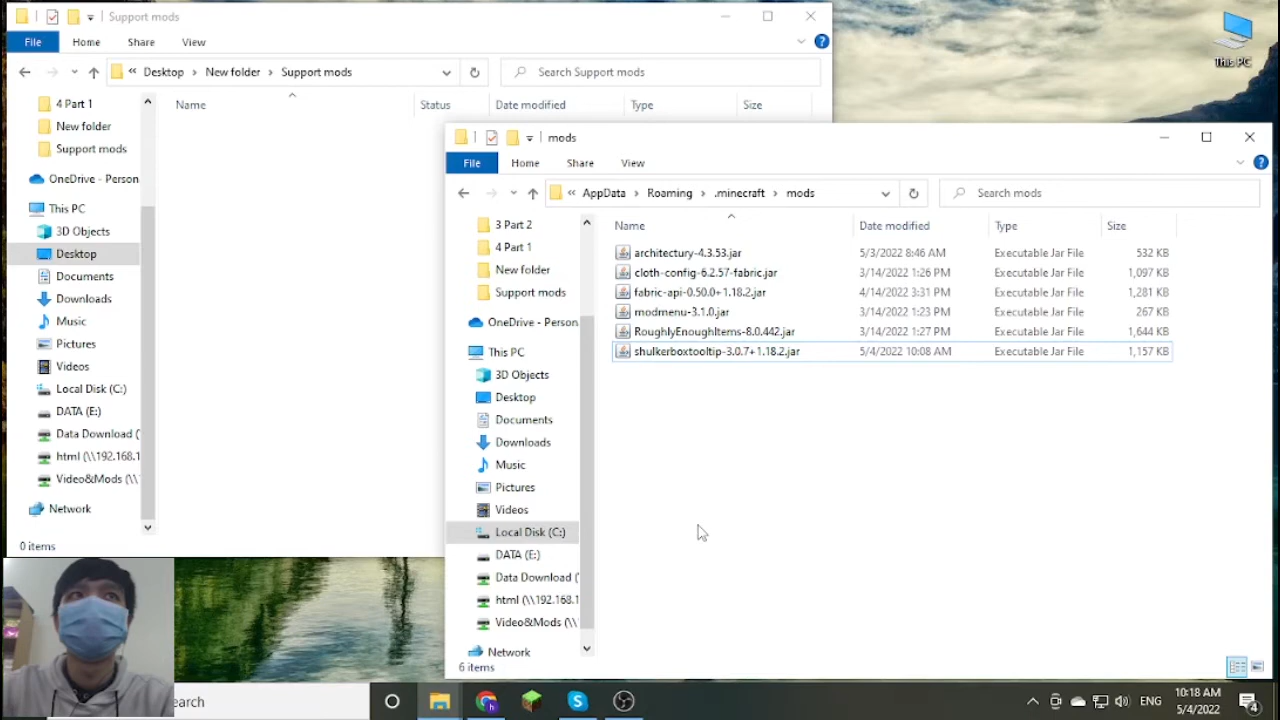 Support mods
File Home Share View
Desktop New folder Support mods
Search Support mods
Name Status Date modified Type Size
4 Part 1
New folder
Support mods
OneDrive - Person
This PC
3D Objects
Desktop
Documents
Downloads
Music
Pictures
Videos
Local Disk (C:)
DATA (E:)
Data Download (
html (\\192.168.1
Video&Mods (\\
Network
0 items
This PC
mods
File Home Share View
AppData Roaming .minecraft mods
Search mods
Name Date modified Type Size
architectury-4.3.53.jar 5/3/2022 8:46 AM Executable Jar File 532 KB
cloth-config-6.2.57-fabric.jar 3/14/2022 1:26 PM Executable Jar File 1,097 KB
fabric-api-0.50.0+1.18.2.jar 4/14/2022 3:31 PM Executable Jar File 1,281 KB
modmenu-3.1.0.jar 3/14/2022 1:23 PM Executable Jar File 267 KB
RoughlyEnoughItems-8.0.442.jar 3/14/2022 1:27 PM Executable Jar File 1,644 KB
shulkerboxtooltip-3.0.7+1.18.2.jar 5/4/2022 10:08 AM Executable Jar File 1,157 KB
3 Part 2
4 Part 1
New folder
Support mods
OneDrive - Person
This PC
3D Objects
Desktop
Documents
Downloads
Music
Pictures
Videos
Local Disk (C:)
DATA (E:)
Data Download (
html (\\192.168.1
Video&Mods (\\
Network
6 items
earch
ENG
10:18 AM
5/4/2022
4